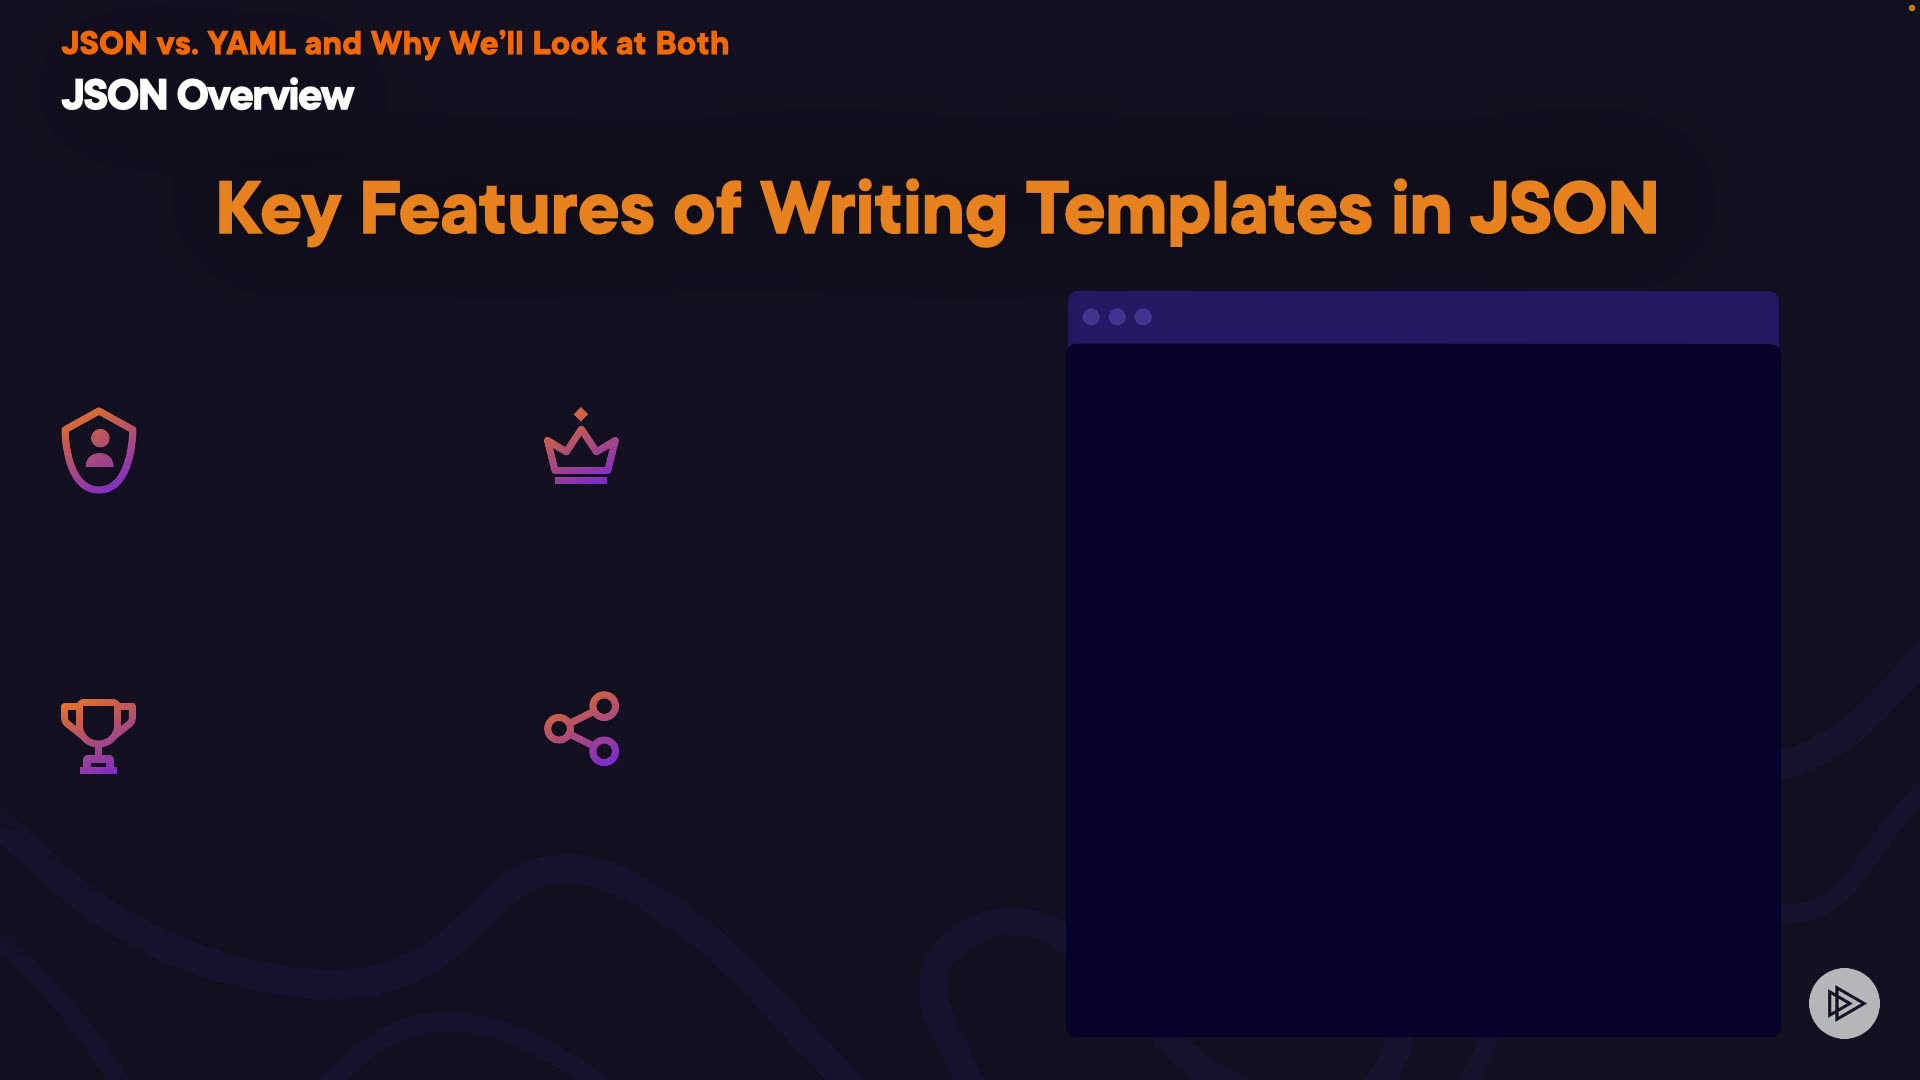 JSON vs. YAML and Why We’ll Look at Both
JSON Overview
Key Features of Writing Templates in JSON